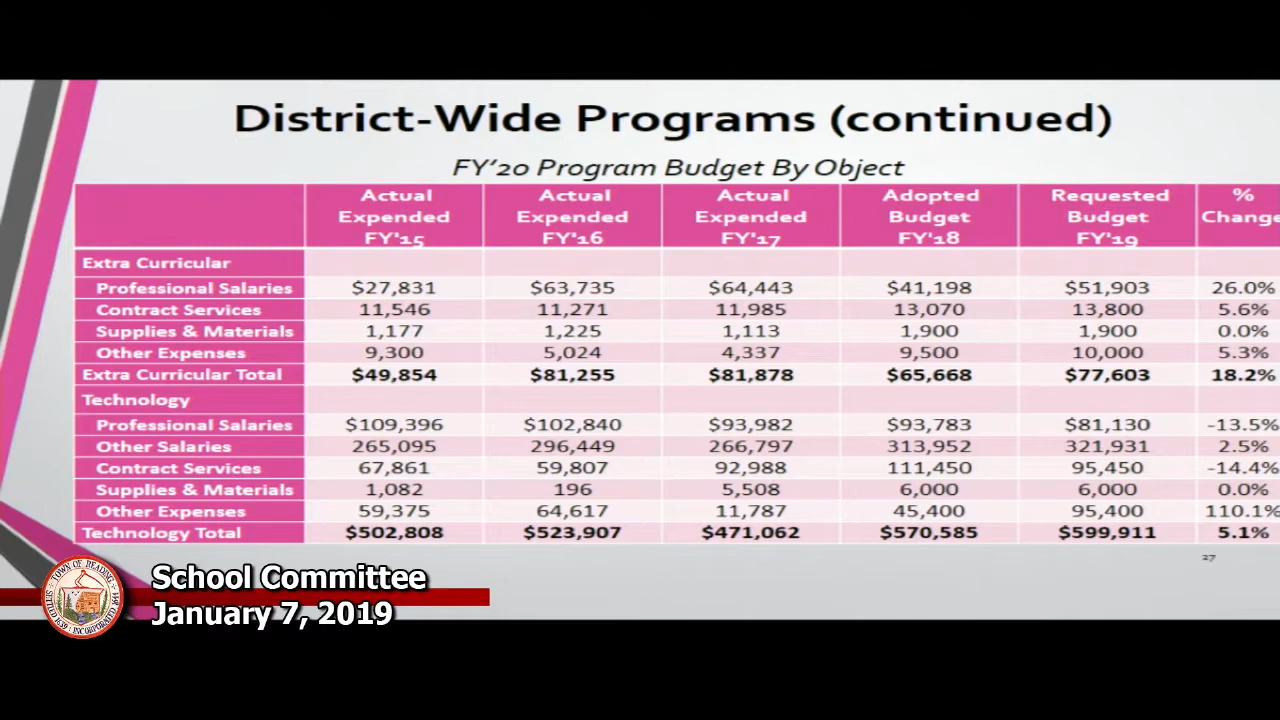 District-Wide Programs (continued)
FY'20 Program Budget By Object
Actual Expended FY'15 Actual Expended FY'16 Actual Expended FY'17 Adopted Budget FY'18 Requested Budget FY'19 % Change
Extra Curricular
Professional Salaries $27,831 $63,735 $64,443 $41,198 $51,903 26.0%
Contract Services 11,546 11,271 11,985 13,070 13,800 5.6%
Supplies & Materials 1,177 1,225 1,113 1,900 1,900 0.0%
Other Expenses 9,300 5,024 4,337 9,500 10,000 5.3%
Extra Curricular Total $49,854 $81,255 $81,878 $65,668 $77,603 18.2%
Technology
Professional Salaries $109,396 $102,840 $93,982 $93,783 $81,130 -13.5%
Other Salaries 265,095 296,449 266,797 313,952 321,931 2.5%
Contract Services 67,861 59,807 92,988 111,450 95,450 -14.4%
Supplies & Materials 1,082 196 5,508 6,000 6,000 0.0%
Other Expenses 59,375 64,617 11,787 45,400 95,400 110.1%
Technology Total $502,808 $523,907 $471,062 $570,585 $599,911 5.1%
27
TOWN OF READING
School Committee
January 7, 2019